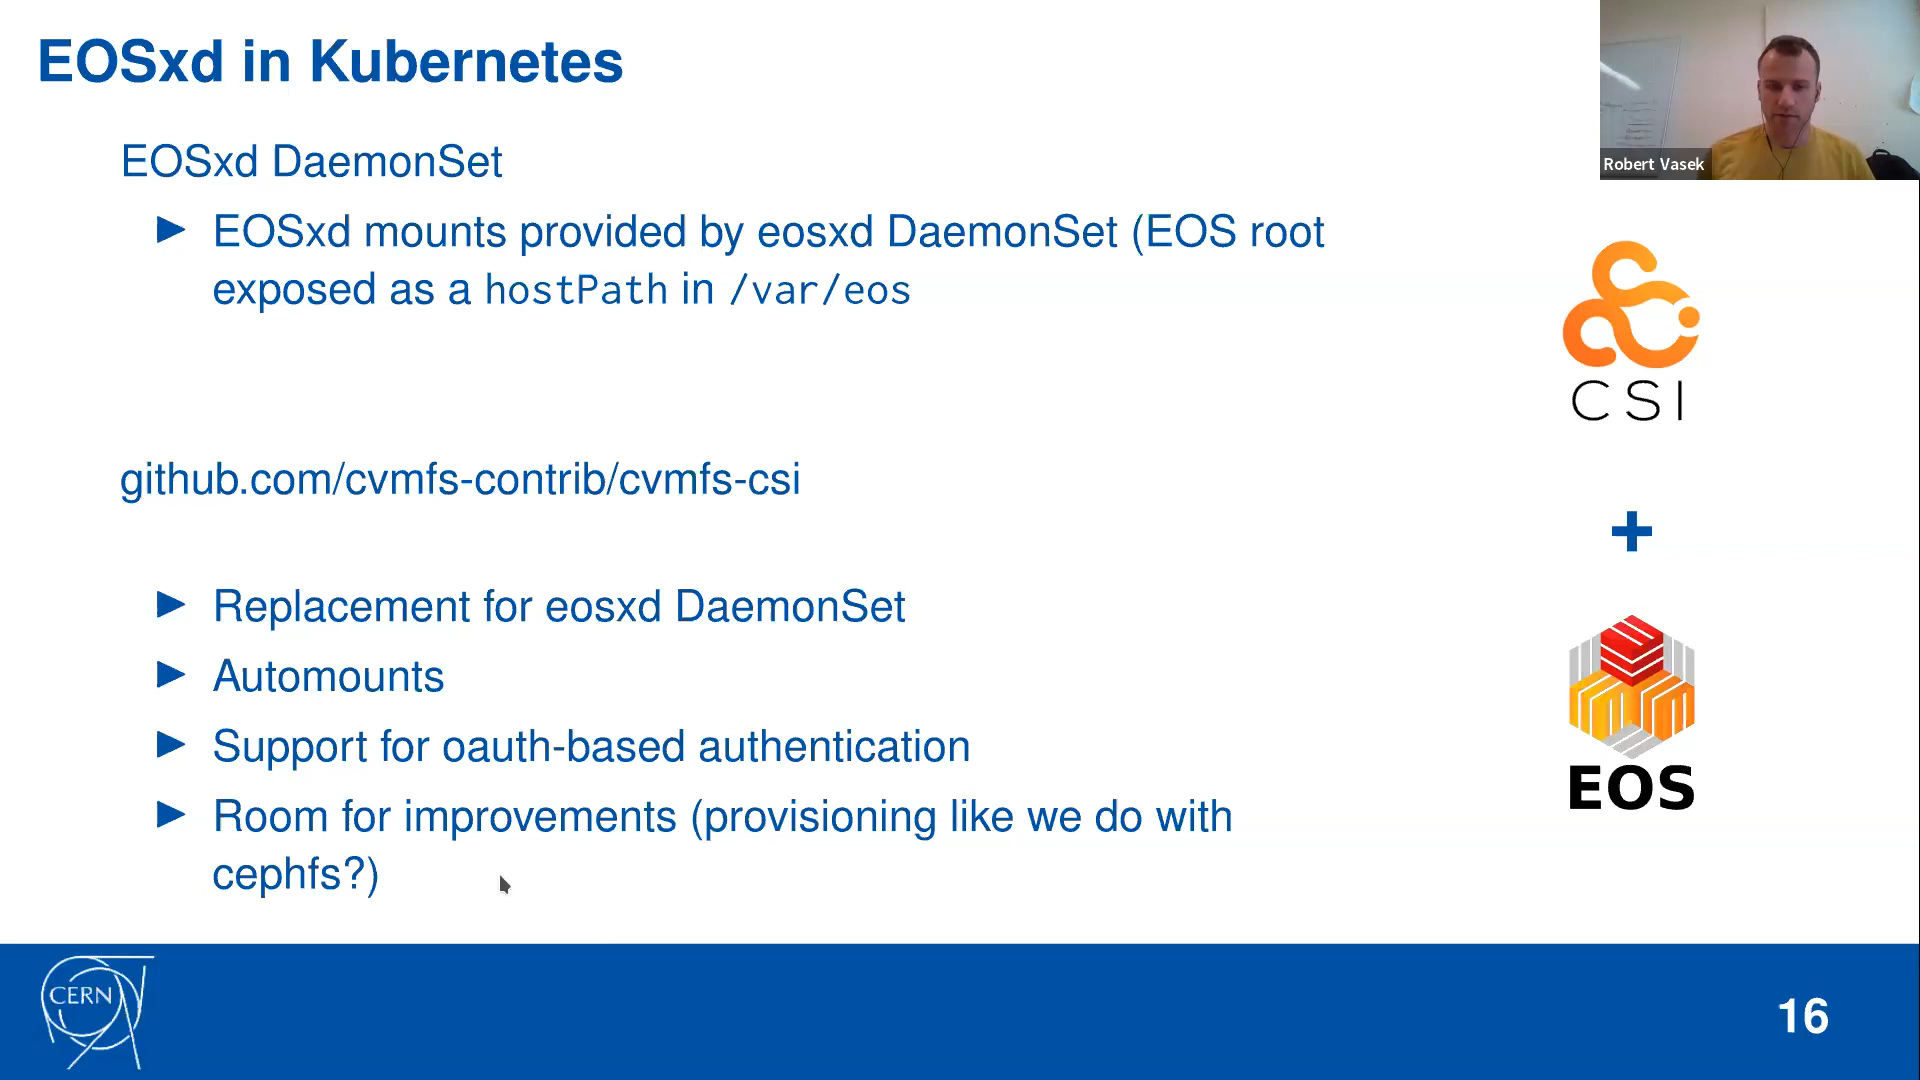 EOSxd in Kubernetes
Robert Vasek
EOSxd DaemonSet
EOSxd mounts provided by eosxd DaemonSet (EOS root
exposed as a hostPath in /var/eos
CSI
github.com/cvmfs-contrib/cvmfs-csi
+
Replacement for eosxd DaemonSet
Automounts
Support for oauth-based authentication
Room for improvements (provisioning like we do with
cephfs?)
EOS
CERN
16